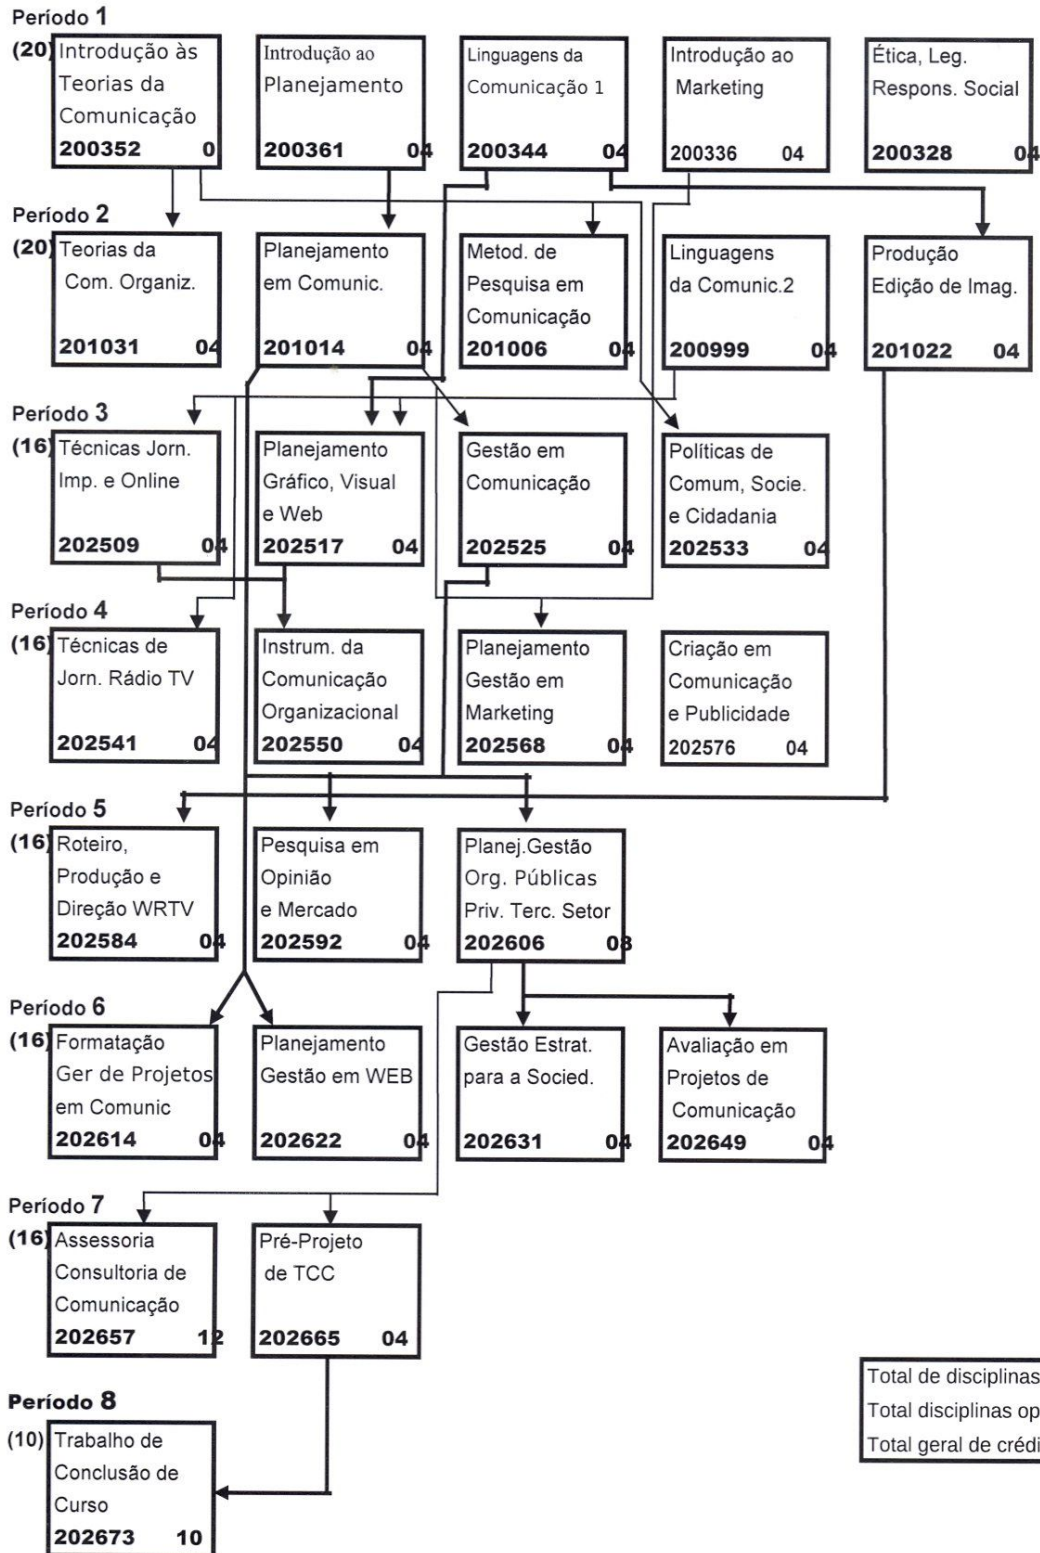 Período 1
(20)
Introdução às
Teorias da
Comunicação
200352 0
Introdução ao
Planejamento
200361 04
Linguagens da
Comunicação 1
200344 04
Introdução ao
Marketing
200336 04
Ética, Leg.
Respons. Social
200328 04
Período 2
(20)
Teorias da
Com. Organiz.
201031 04
Planejamento
em Comunic.
201014 04
Metod. de
Pesquisa em
Comunicação
201006 04
Linguagens
da Comunic.2
200999 04
Produção
Edição de Imag.
201022 04
Período 3
(16)
Técnicas Jorn.
Imp. e Online
202509 04
Planejamento
Gráfico, Visual
e Web
202517 04
Gestão em
Comunicação
202525 04
Políticas de
Comum, Socie.
e Cidadania
202533 04
Período 4
(16)
Técnicas de
Jorn. Rádio TV
202541 04
Instrum. da
Comunicação
Organizacional
202550 04
Planejamento
Gestão em
Marketing
202568 04
Criação em
Comunicação
e Publicidade
202576 04
Período 5
(16)
Roteiro,
Produção e
Direção WRTV
202584 04
Pesquisa em
Opinião
e Mercado
202592 04
Planej.Gestão
Org. Públicas
Priv. Terc. Setor
202606 08
Período 6
(16)
Formatação
Ger de Projetos
em Comunic
202614 04
Planejamento
Gestão em WEB
202622 04
Gestão Estrat.
para a Socied.
202631 04
Avaliação em
Projetos de
Comunicação
202649 04
Período 7
(16)
Assessoria
Consultoria de
Comunicação
202657 12
Pré-Projeto
de TCC
202665 04
Período 8
(10)
Trabalho de
Conclusão de
Curso
202673 10
Total de disciplinas
Total disciplinas op
Total geral de crédi